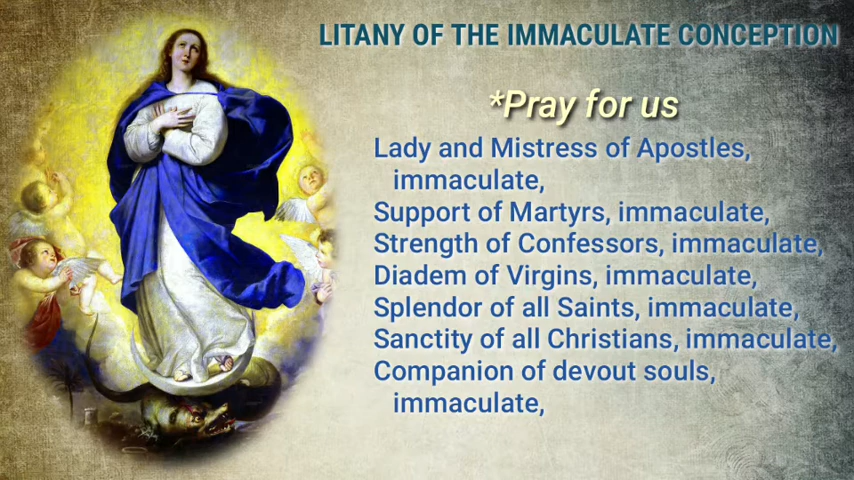 LITANY OF THE IMMACULATE CONCEPTION
*Pray for us
Lady and Mistress of Apostles,
immaculate,
Support of Martyrs, immaculate,
Strength of Confessors, immaculate,
Diadem of Virgins, immaculate,
Splendor of all Saints, immaculate,
Sanctity of all Christians, immaculate,
Companion of devout souls,
immaculate,